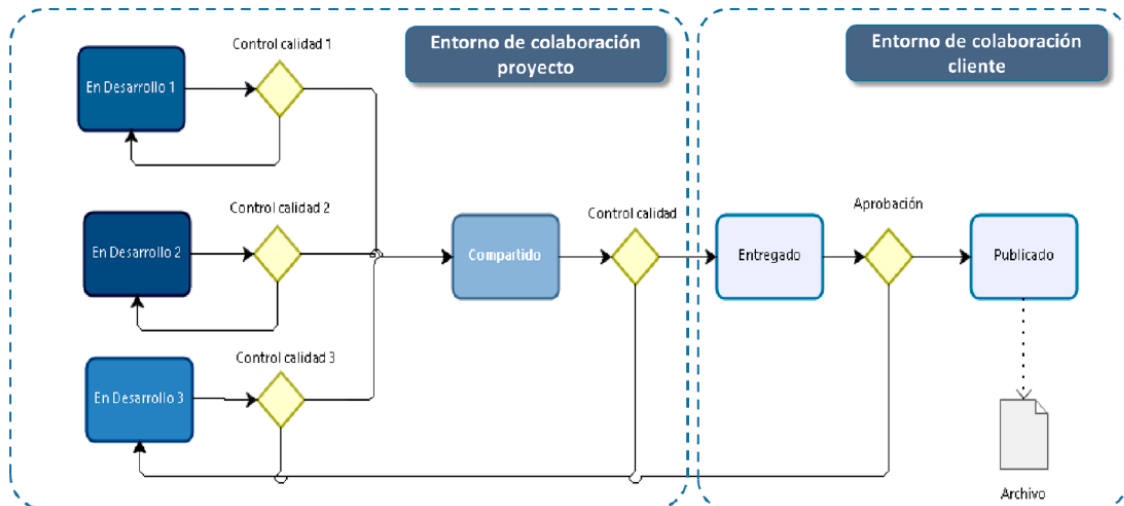 Control calidad 1
Entorno de colaboración
proyecto
Entorno de colaboración
cliente
En Desarrollo 1
Control calidad 2
Control calidad
Aprobación
En Desarrollo 2
Compartido
Entregado
Publicado
Control calidad 3
En Desarrollo 3
Archivo